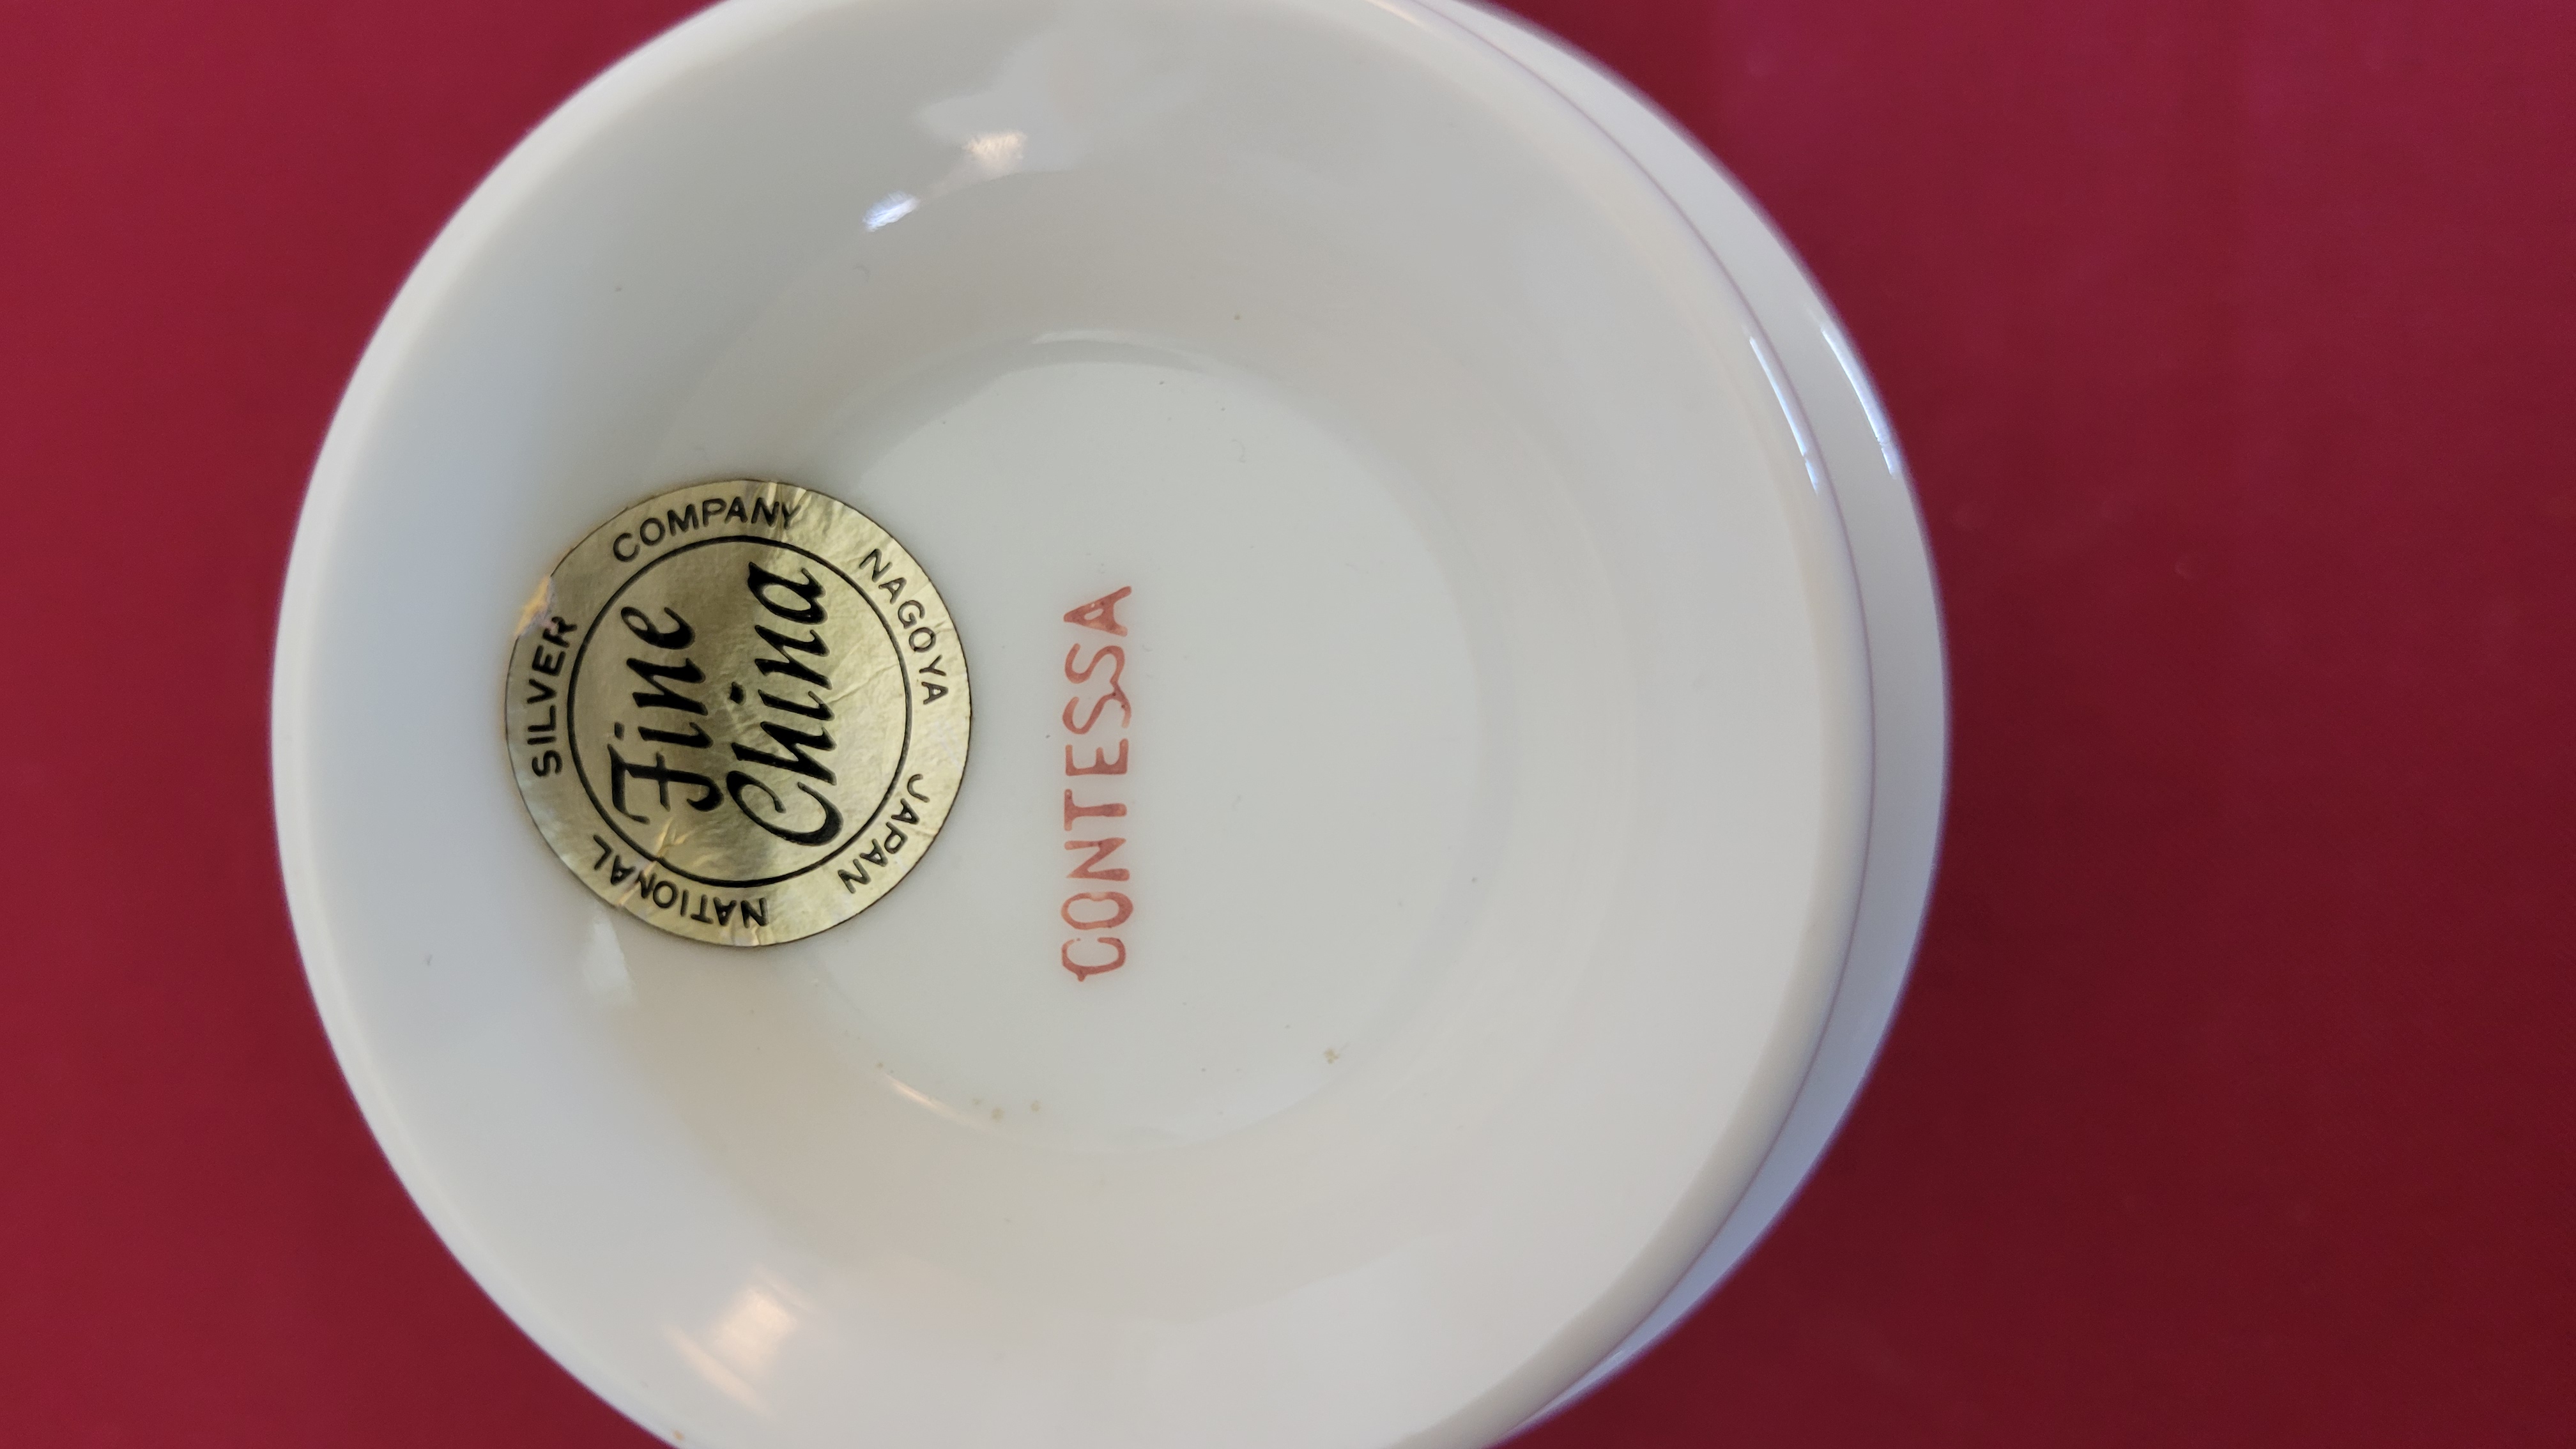 NATIONAL SILVER COMPANY
Fine
China
NAGOYA JAPAN
CONTESSA